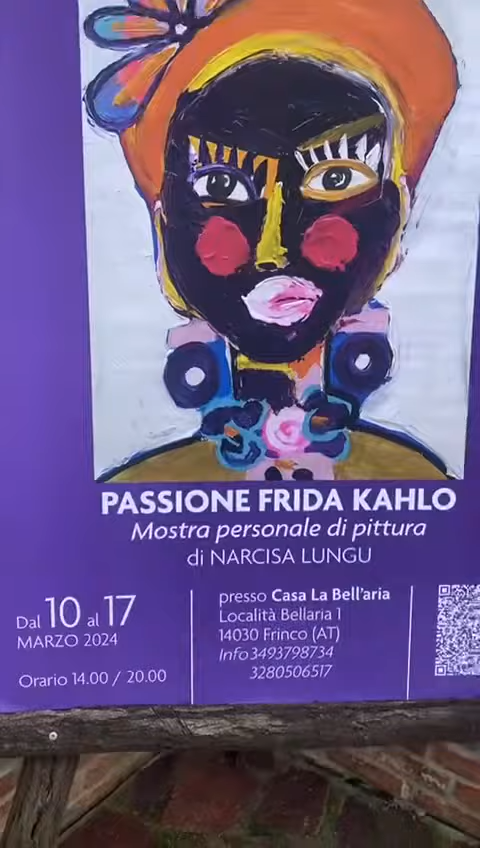 PASSIONE FRIDA KAHLO
Mostra personale di pittura
di NARCISA LUNGU
Dal 10 al 17
MARZO 2024
Orario 14.00 / 20.00
presso Casa La Bell'aria
Località Bellaria 1
14030 Frinco (AT)
Info 3493798734
3280506517